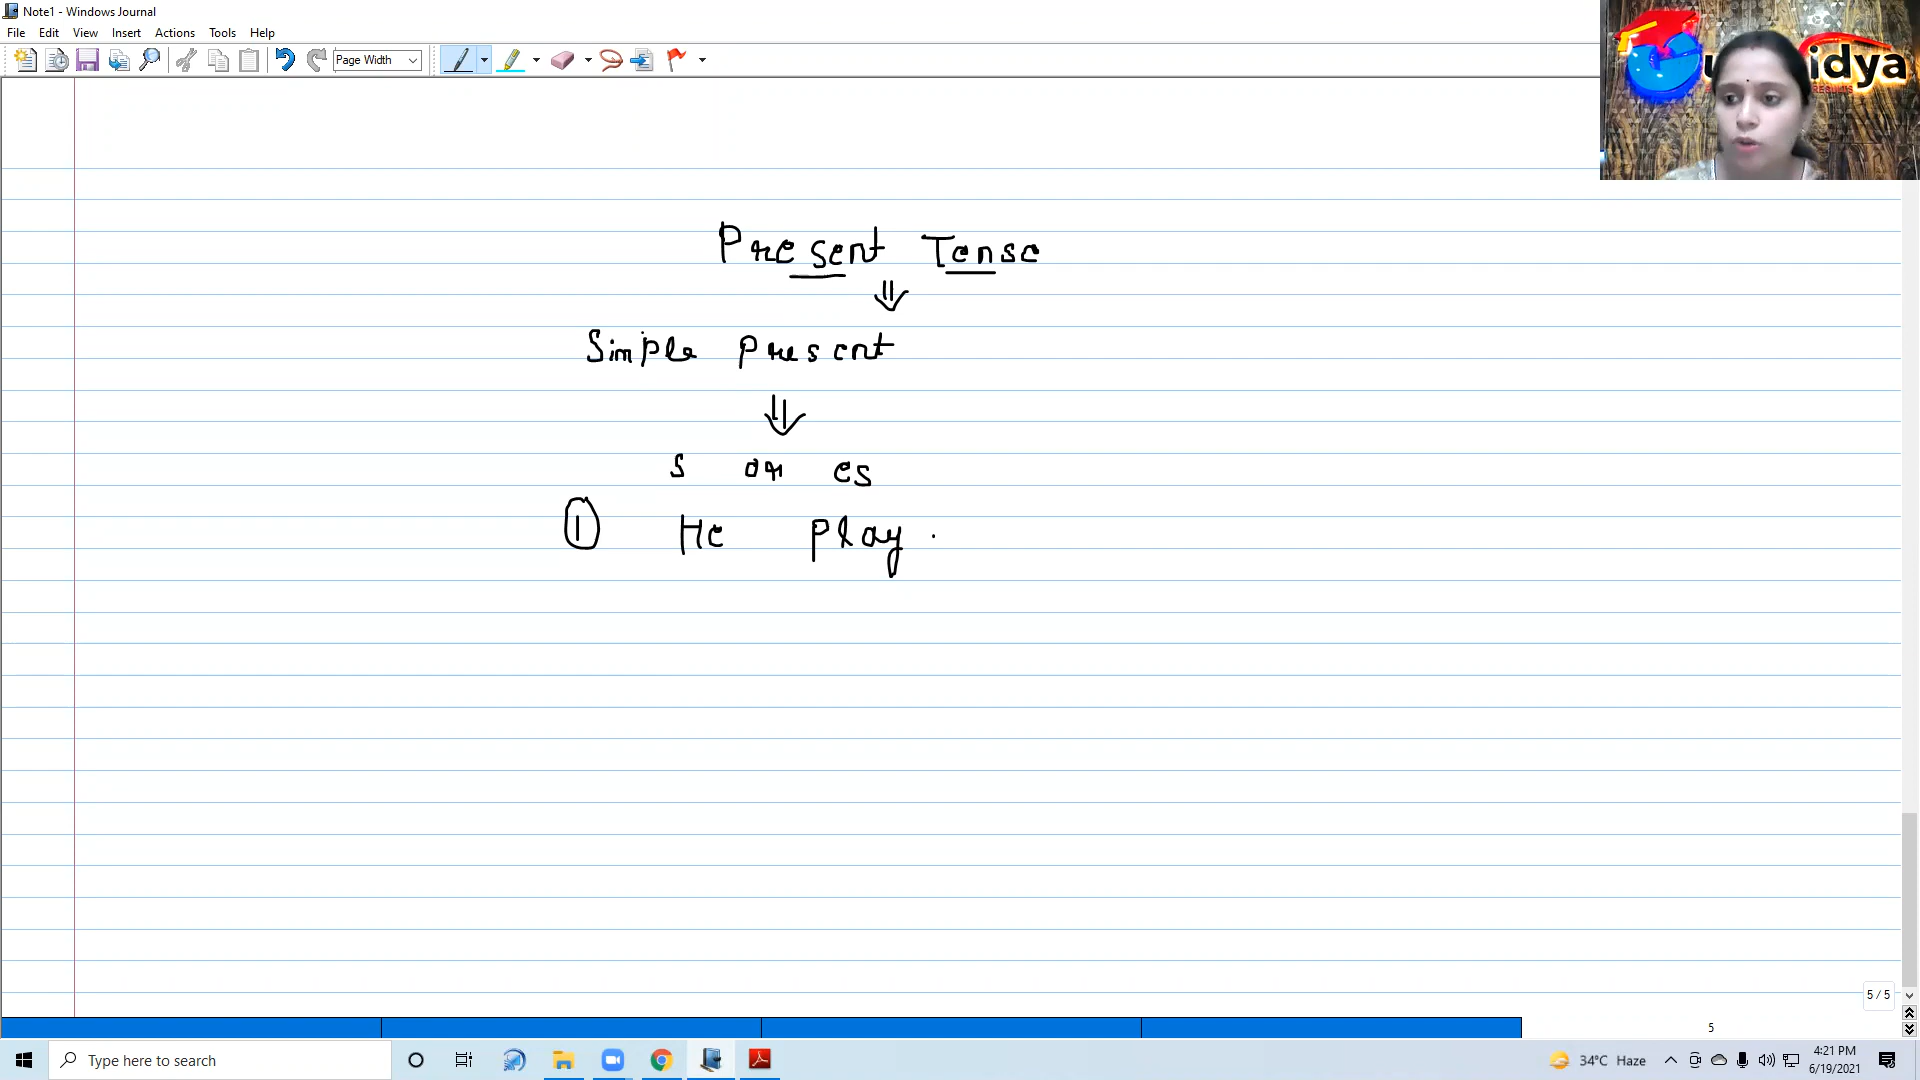 Note1 - Windows Journal
File Edit View Insert Actions Tools Help
Page Width
idya
Present Tense
Simple Present
s or es
1 He play.
5 / 5
5
Type here to search
34°C Haze
4:21 PM
6/19/2021